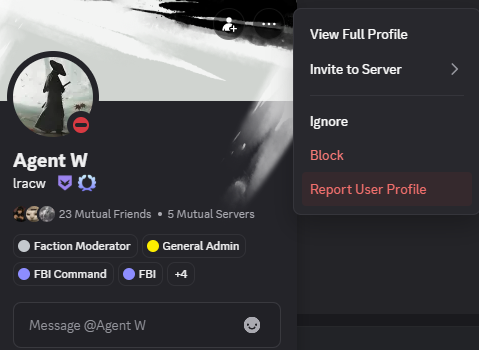 View Full Profile
Invite to Server
Ignore
Block
Report User Profile
Agent W
lracw
23 Mutual Friends • 5 Mutual Servers
Faction Moderator
General Admin
FBI Command
FBI
+4
Message @Agent W